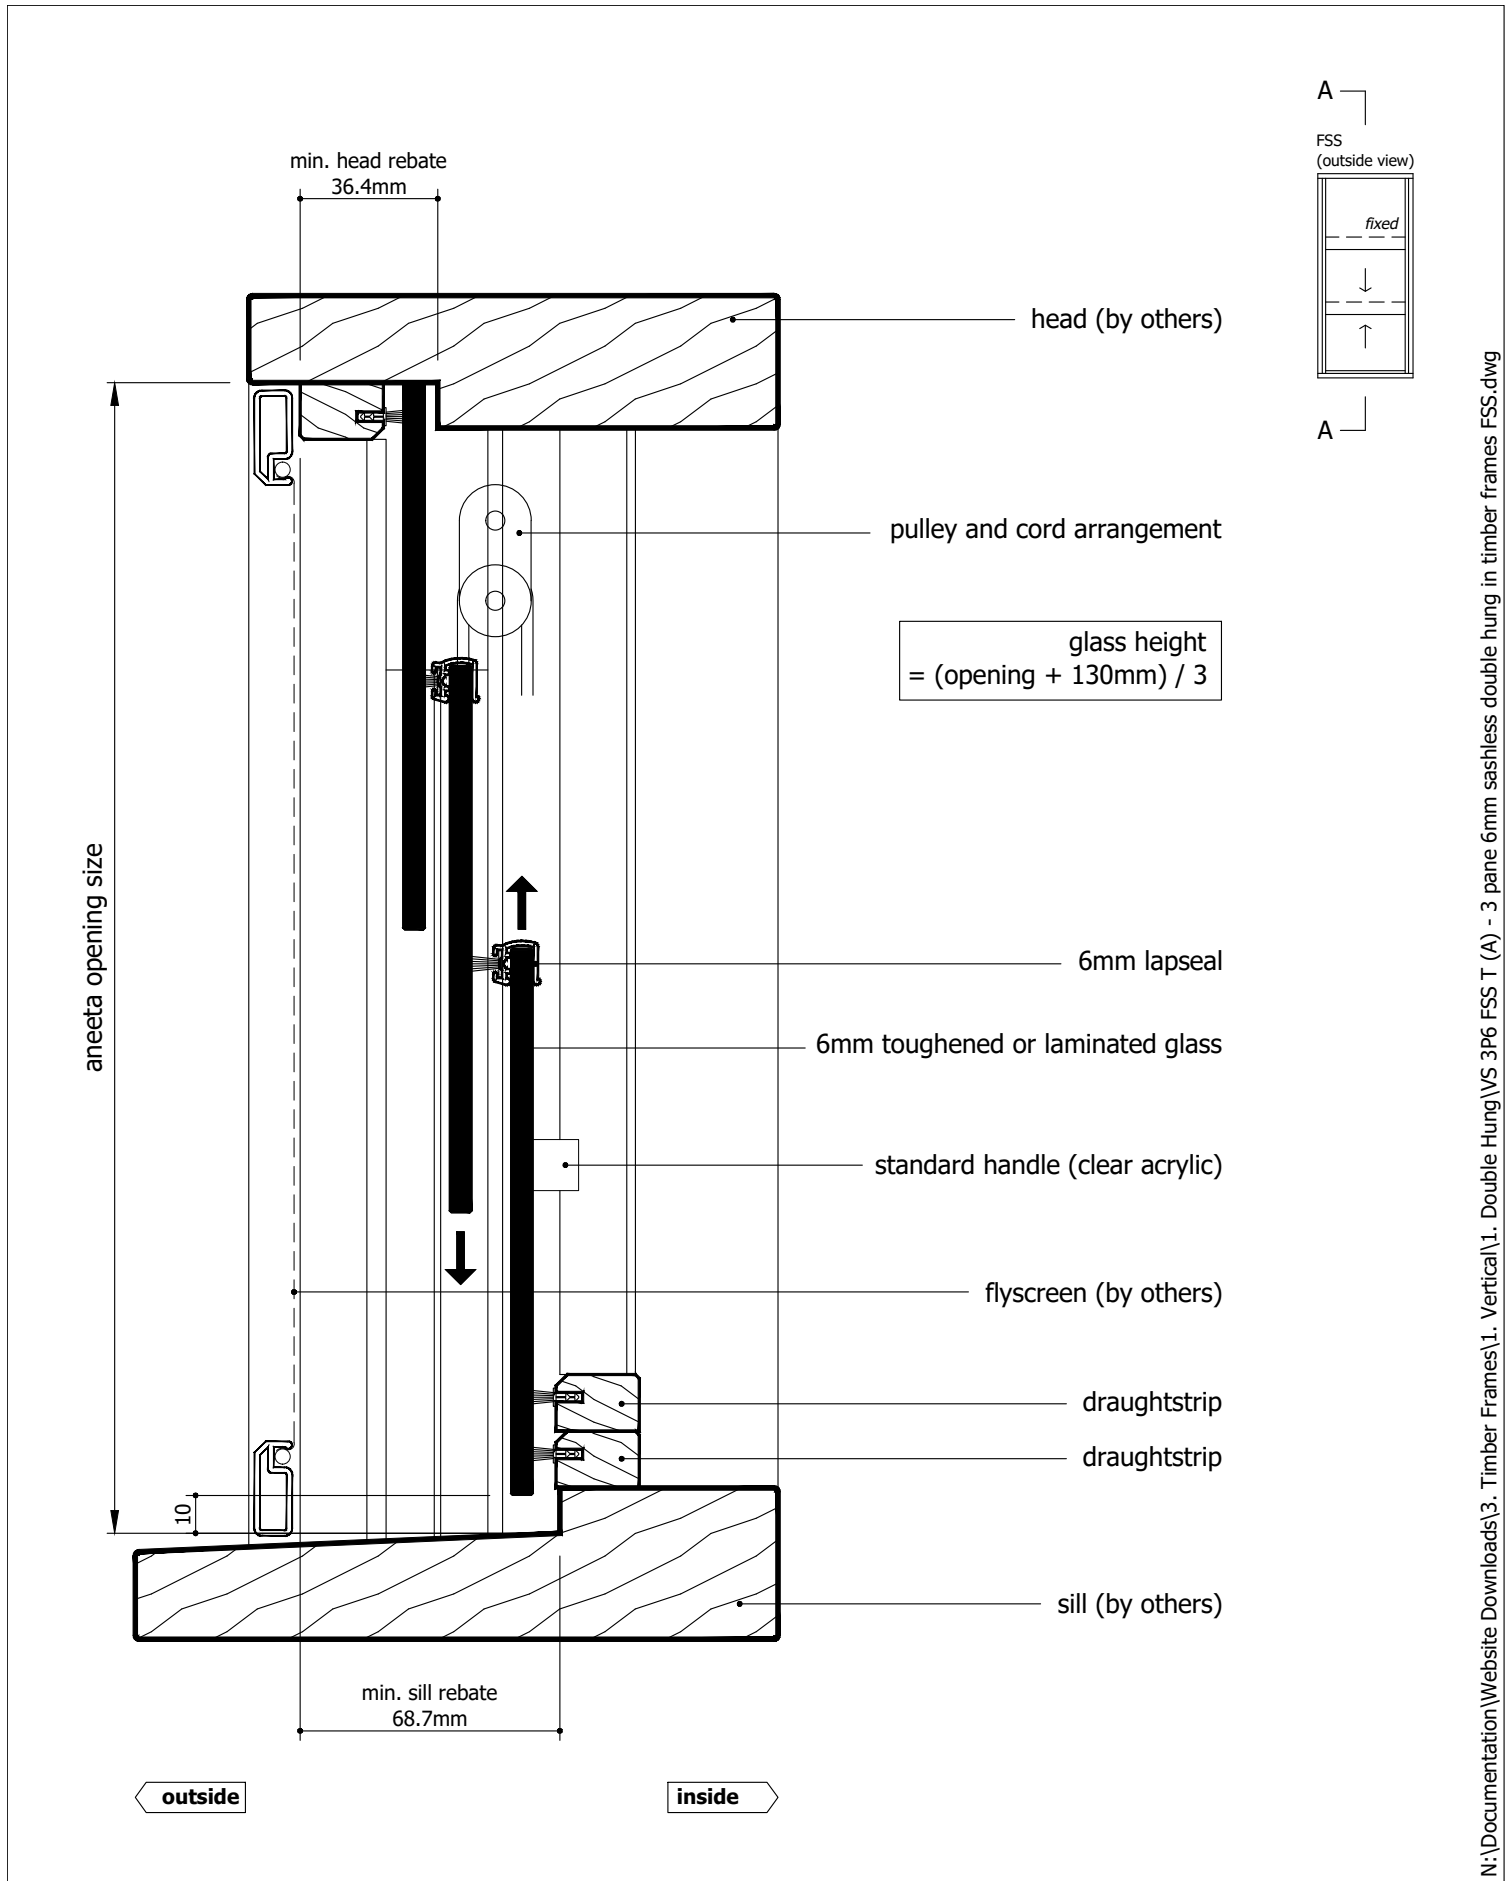 A
FSS
(outside view)
fixed
A
min. head rebate
36.4mm
head (by others)
pulley and cord arrangement
glass height
= (opening + 130mm) / 3
aneeta opening size
6mm lapseal
6mm toughened or laminated glass
standard handle (clear acrylic)
flyscreen (by others)
draughtstrip
draughtstrip
10
sill (by others)
min. sill rebate
68.7mm
outside
inside
N:\Documentation\Website Downloads\3. Timber Frames\1. Vertical\1. Double Hung\VS 3P6 FSS T (A) - 3 pane 6mm sashless double hung in timber frames FSS.dwg